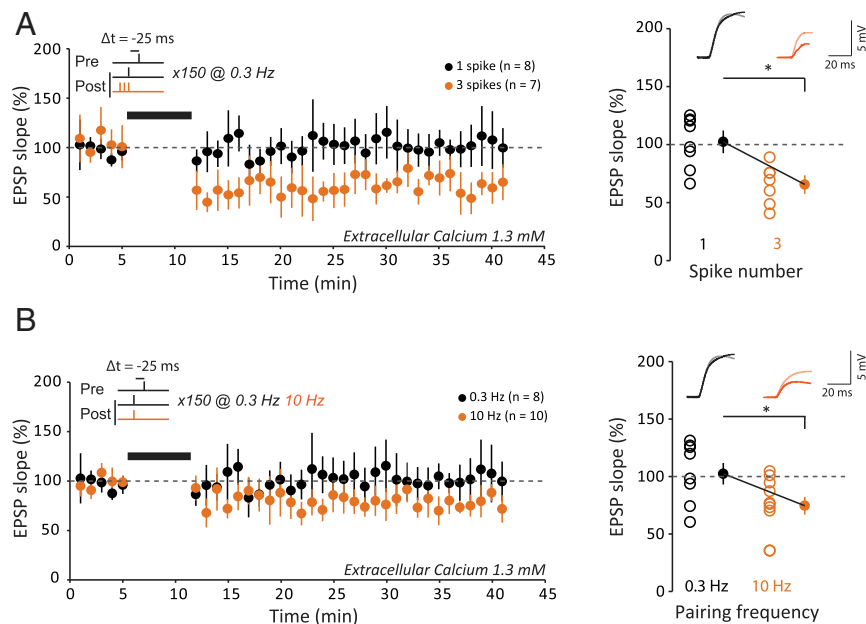 A
Δt = -25 ms
Pre
Post
x150 @ 0.3 Hz
1 spike (n = 8)
3 spikes (n = 7)
EPSP slope (%)
200
150
100
50
0
Extracellular Calcium 1.3 mM
0 5 10 15 20 25 30 35 40 45
Time (min)
5 mV
20 ms
*
EPSP slope (%)
200
150
100
50
0
1 3
Spike number
B
Δt = -25 ms
Pre
Post
x150 @ 0.3 Hz 10 Hz
0.3 Hz (n = 8)
10 Hz (n = 10)
EPSP slope (%)
200
150
100
50
0
Extracellular Calcium 1.3 mM
0 5 10 15 20 25 30 35 40 45
Time (min)
5 mV
20 ms
*
EPSP slope (%)
200
150
100
50
0
0.3 Hz 10 Hz
Pairing frequency